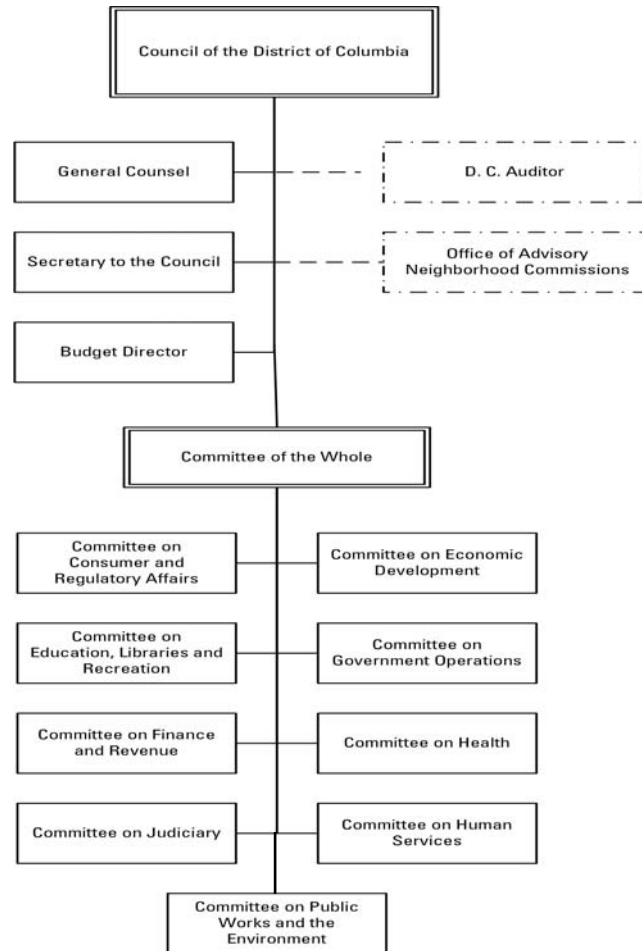 Council of the District of Columbia
General Counsel
D. C. Auditor
Secretary to the Council
Office of Advisory
Neighborhood Commissions
Budget Director
Committee of the Whole
Committee on
Consumer and
Regulatory Affairs
Committee on Economic
Development
Committee on
Education, Libraries and
Recreation
Committee on
Government Operations
Committee on Finance
and Revenue
Committee on Health
Committee on Judiciary
Committee on Human
Services
Committee on Public
Works and the
Environment